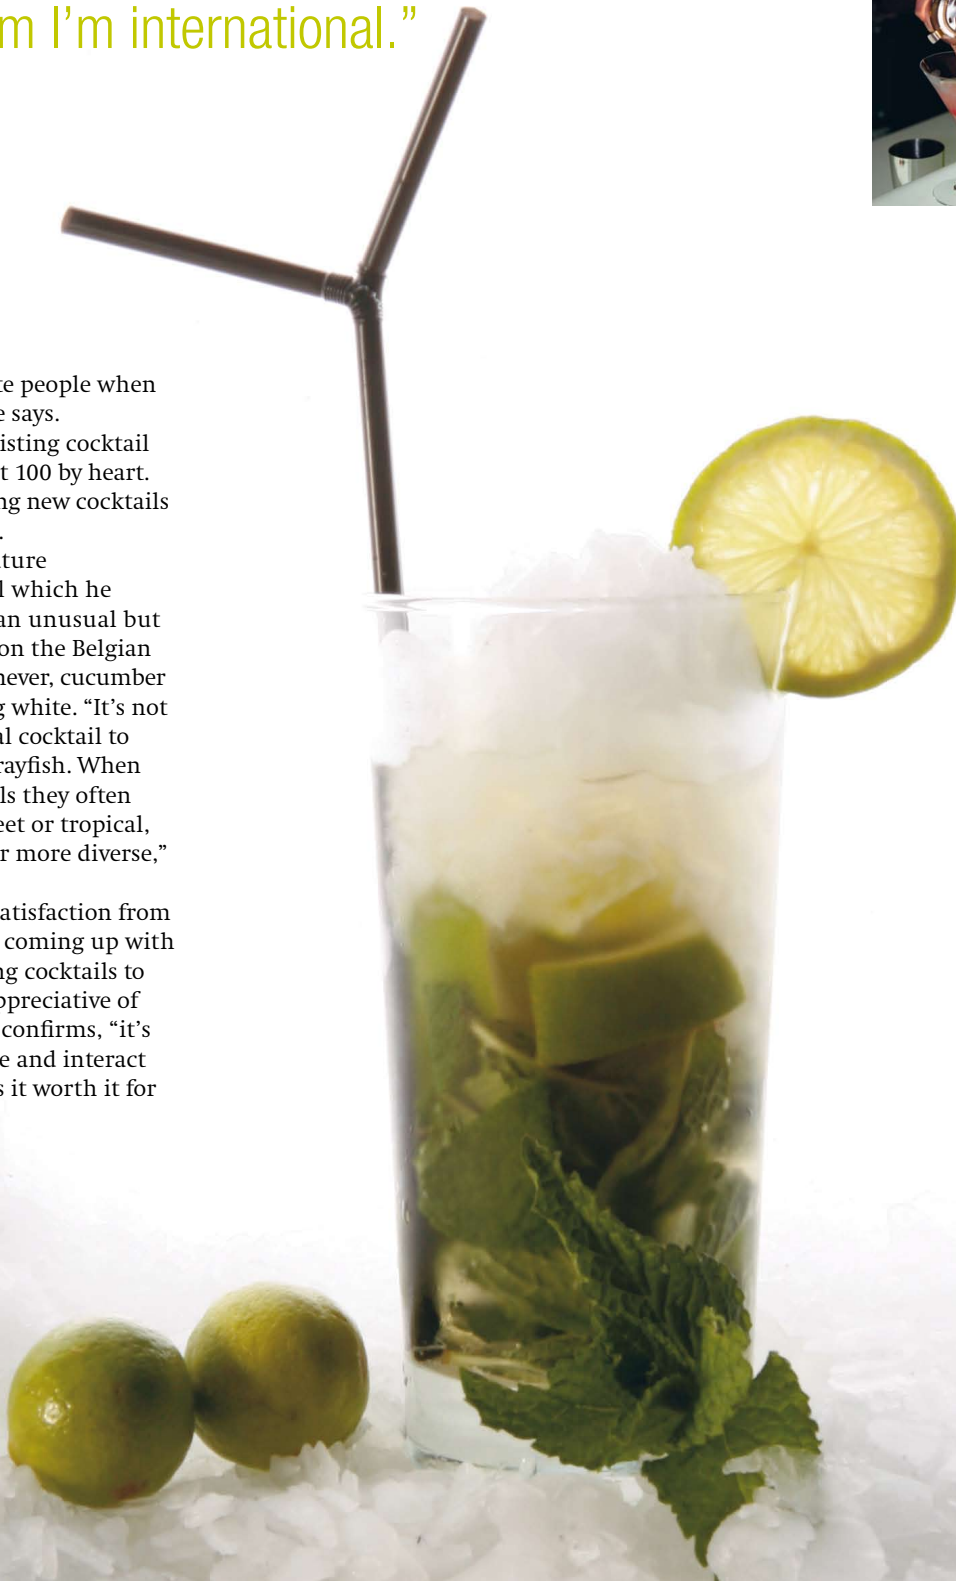 m I’m international.”
te people when
e says.
isting cocktail
t 100 by heart.
ng new cocktails
.
ture
l which he
an unusual but
on the Belgian
never, cucumber
g white. “It’s not
al cocktail to
rayfish. When
ls they often
eet or tropical,
r more diverse,”
atisfaction from
coming up with
ng cocktails to
ppreciative of
confirms, “it’s
e and interact
s it worth it for